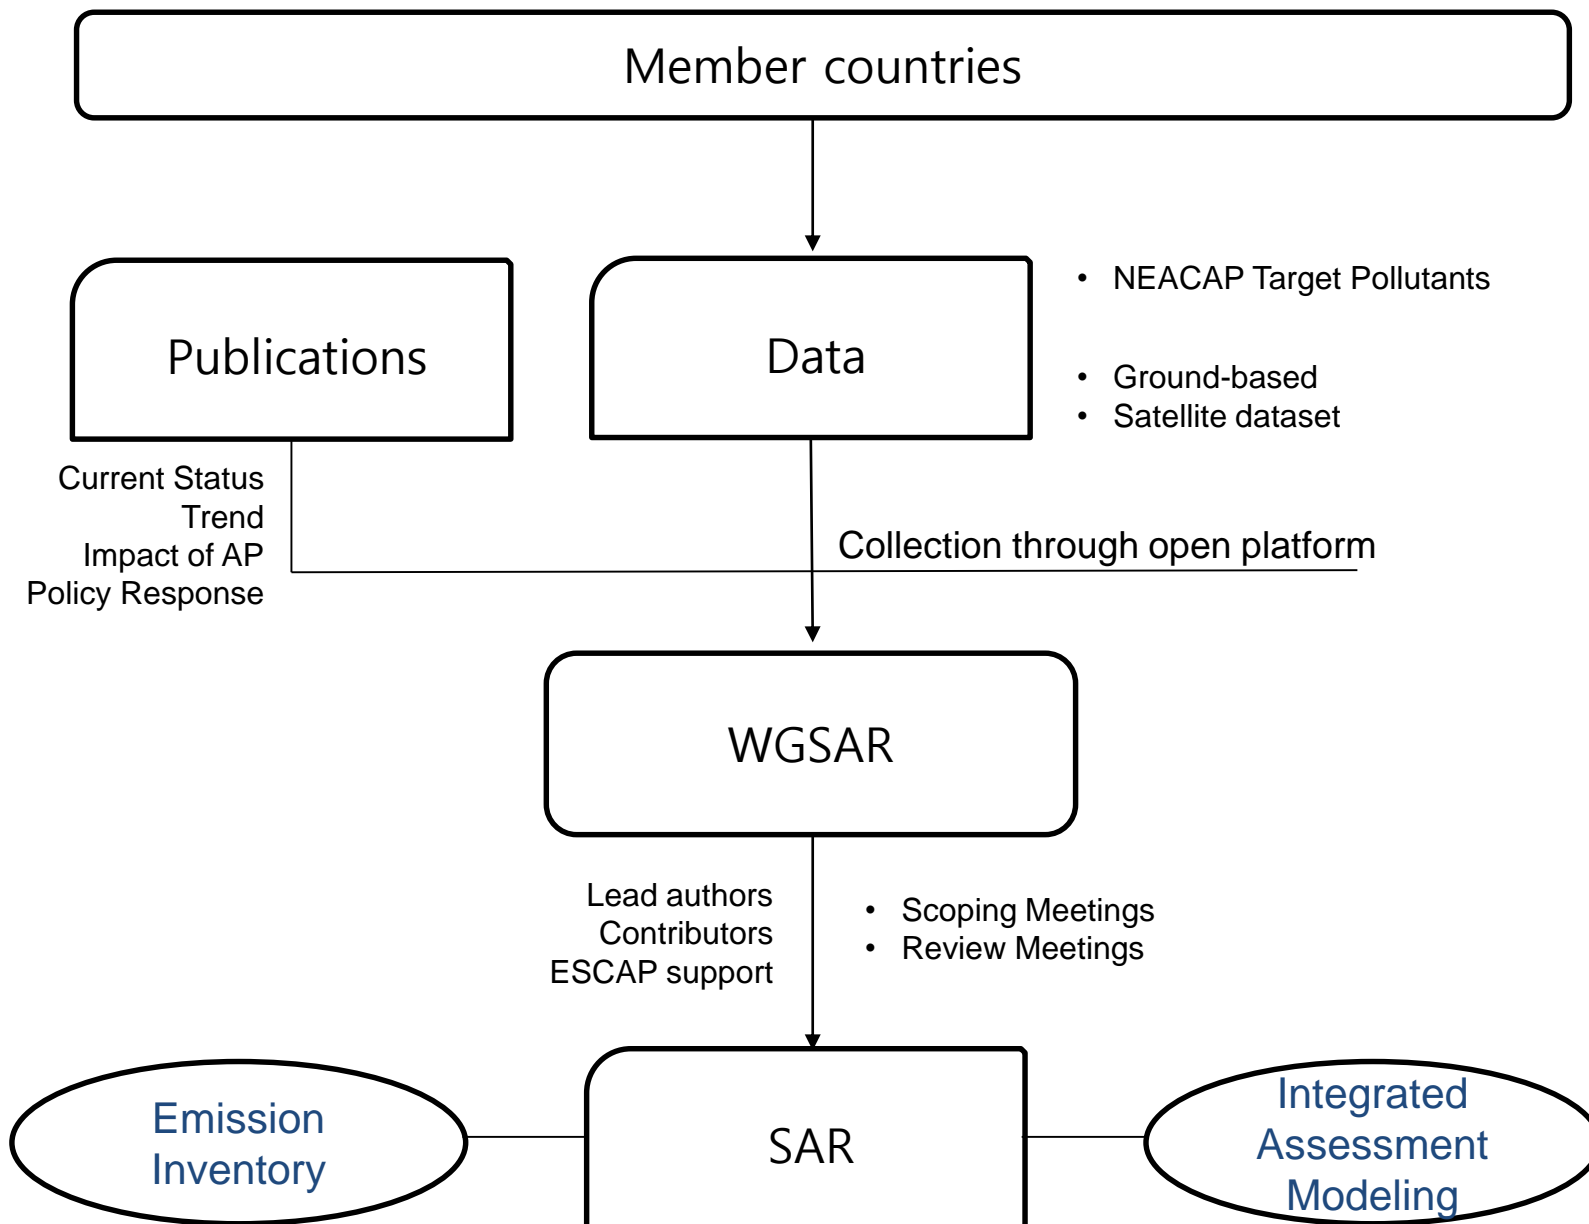 Member countries
Publications
Data
• NEACAP Target Pollutants
• Ground-based
• Satellite dataset
Current Status
Trend
Impact of AP
Policy Response
Collection through open platform
WGSAR
Lead authors
Contributors
ESCAP support
• Scoping Meetings
• Review Meetings
Emission
Inventory
SAR
Integrated
Assessment
Modeling